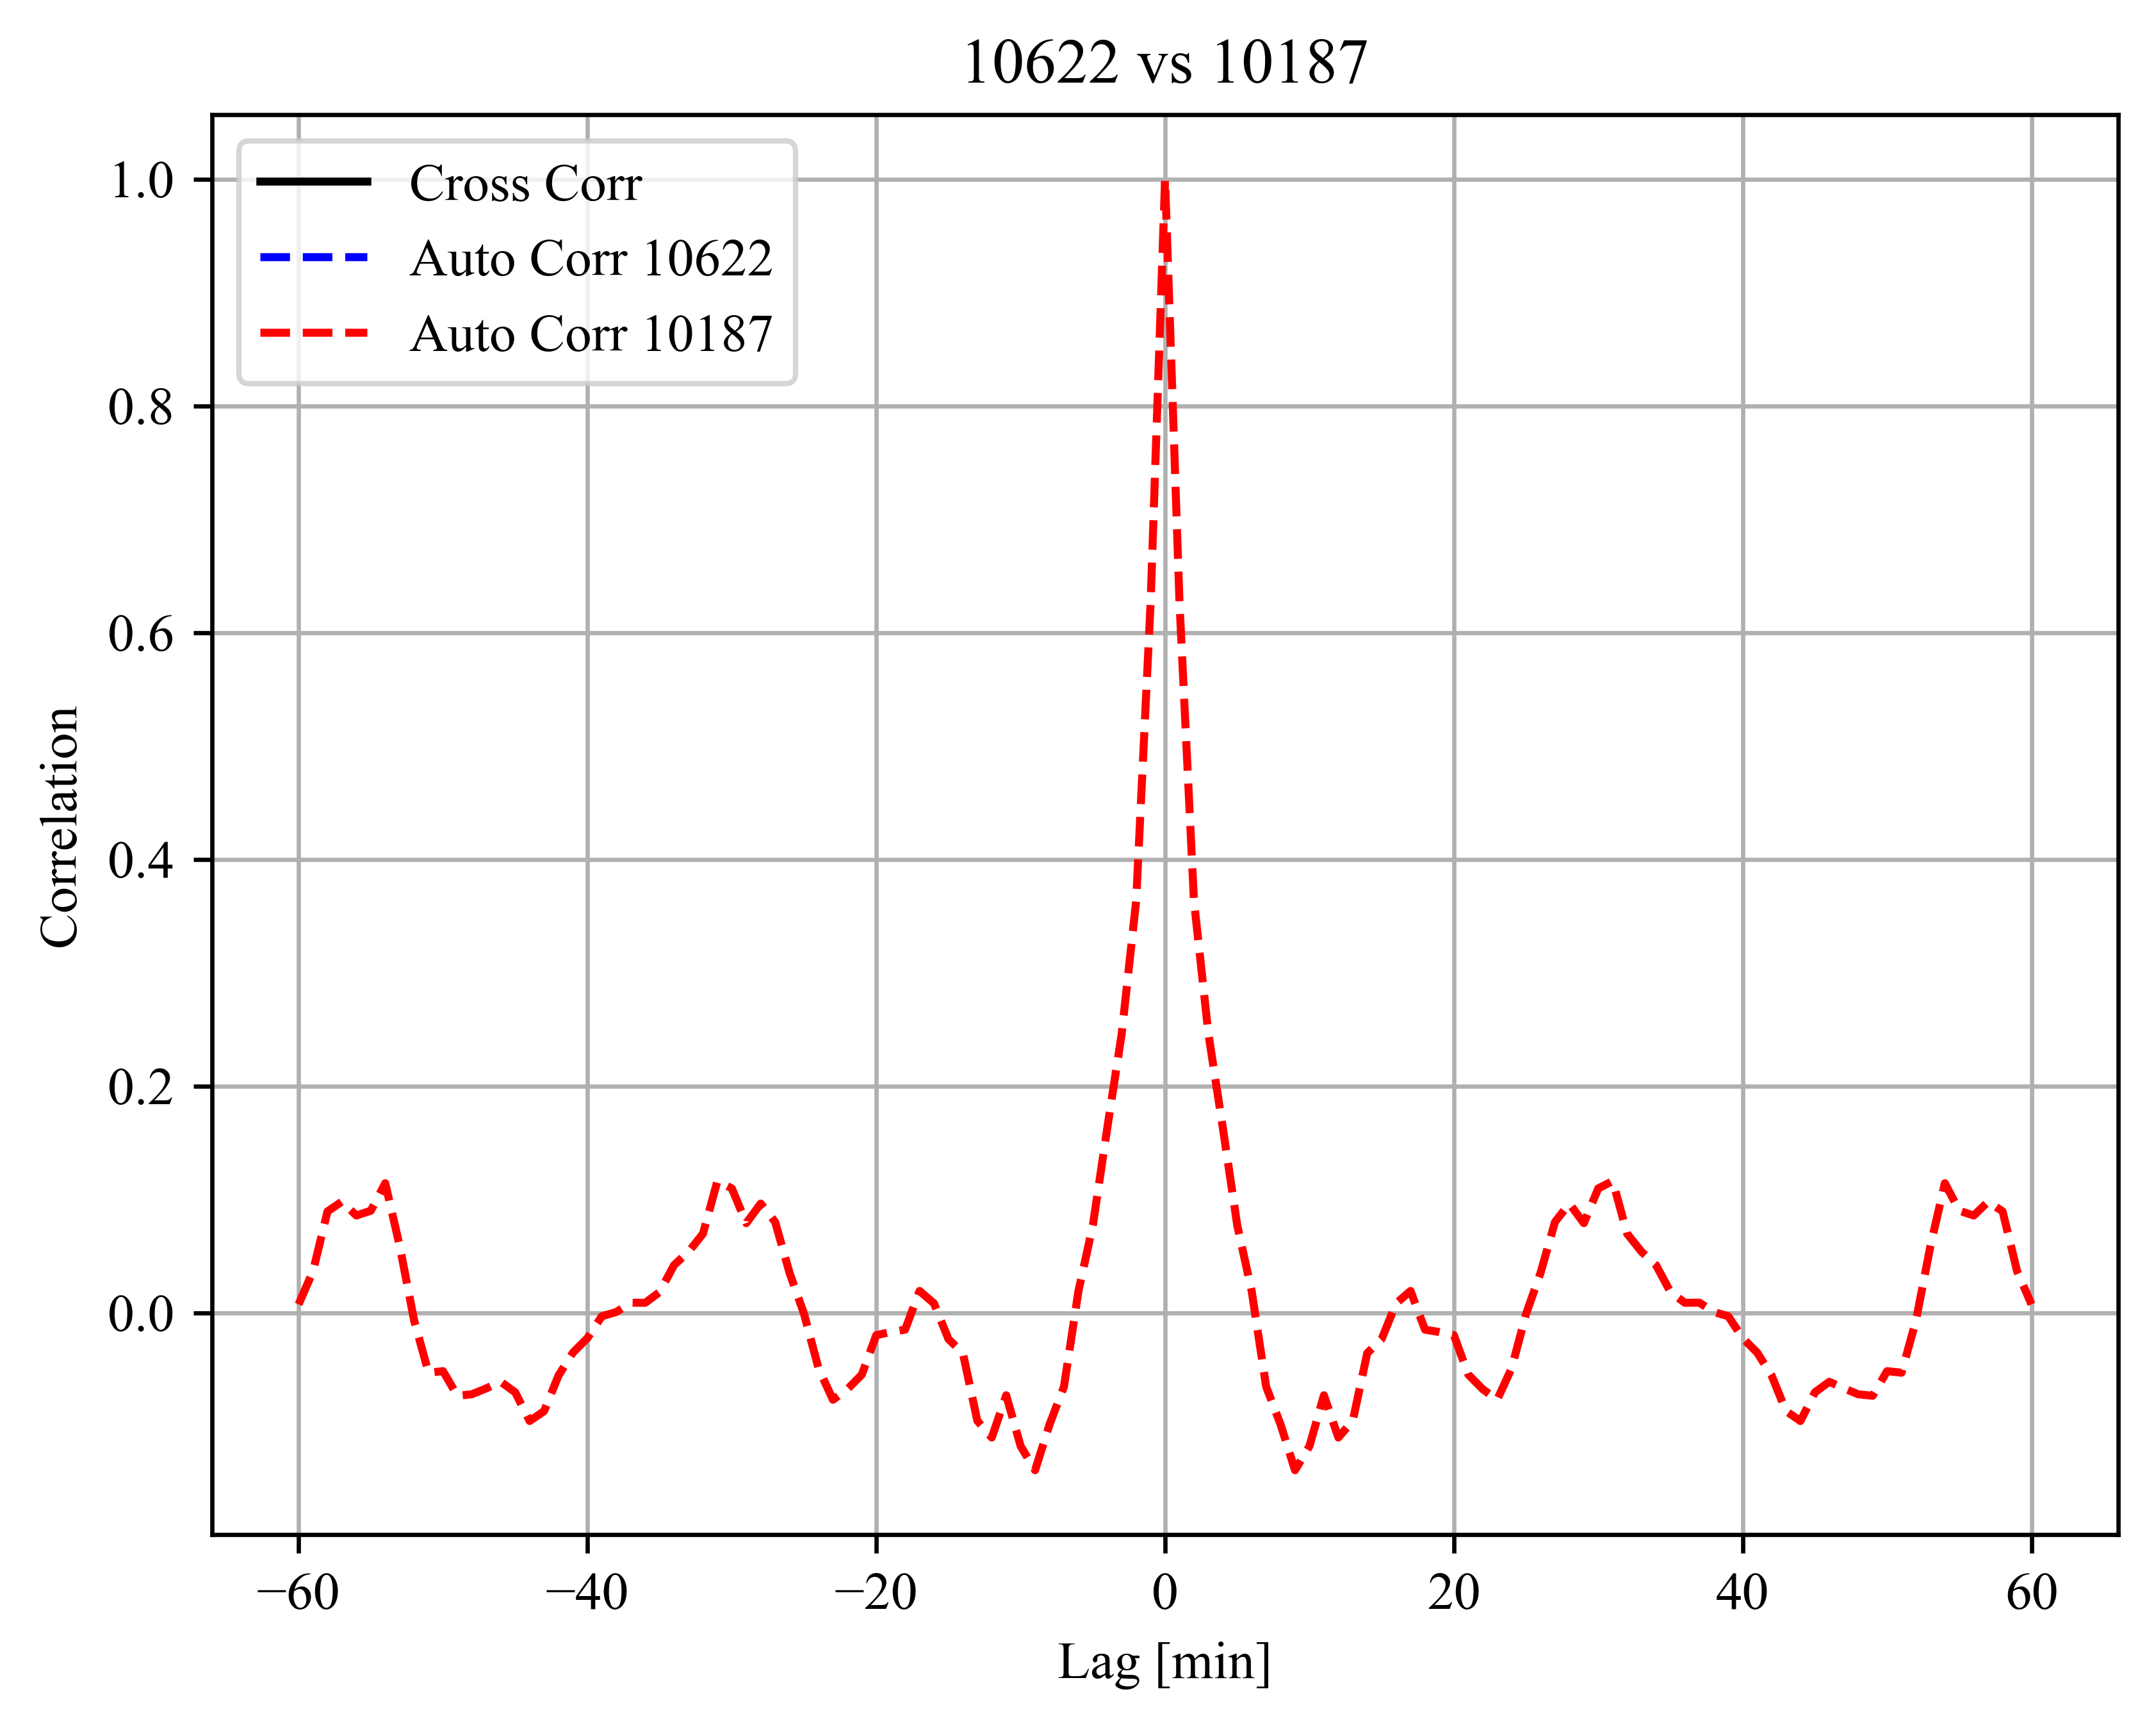 10622 vs 10187
Cross Corr
Auto Corr 10622
Auto Corr 10187
1.0
0.8
0.6
0.4
0.2
0.0
Correlation
−60
−40
−20
0
20
40
60
Lag [min]